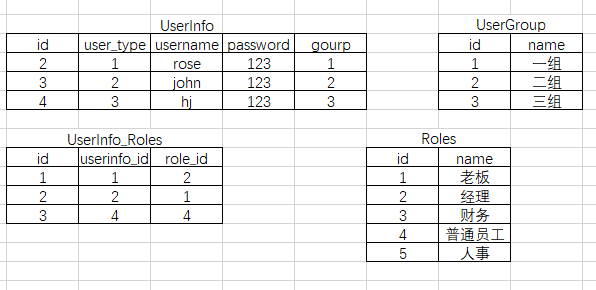 UserInfo UserGroup
id user_type username password gourp id name
2 1 rose 123 1 1 一组
3 2 john 123 2 2 二组
4 3 hj 123 3 3 三组
UserInfo_Roles Roles
id userinfo_id role_id id name
1 1 2 1 老板
2 2 1 2 经理
3 4 4 3 财务
4 普通员工
5 人事